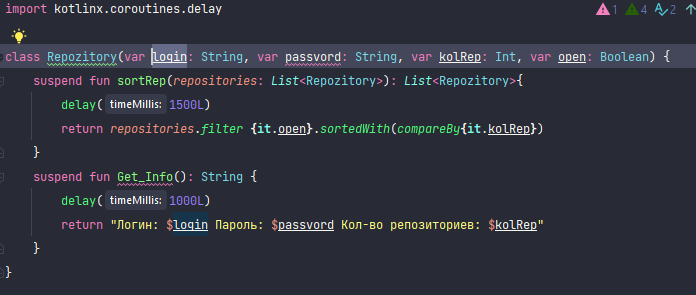 import kotlinx.coroutines.delay
1 4 2
class Repozitory(var login: String, var passvord: String, var kolRep: Int, var open: Boolean) {
suspend fun sortRep(repositories: List<Repozitory>): List<Repozitory>{
delay( timeMillis: 1500L)
return repositories.filter {it.open}.sortedWith(compareBy{it.kolRep})
}
suspend fun Get_Info(): String {
delay( timeMillis: 1000L)
return "Логин: $login Пароль: $passvord Кол-во репозиториев: $kolRep"
}
}